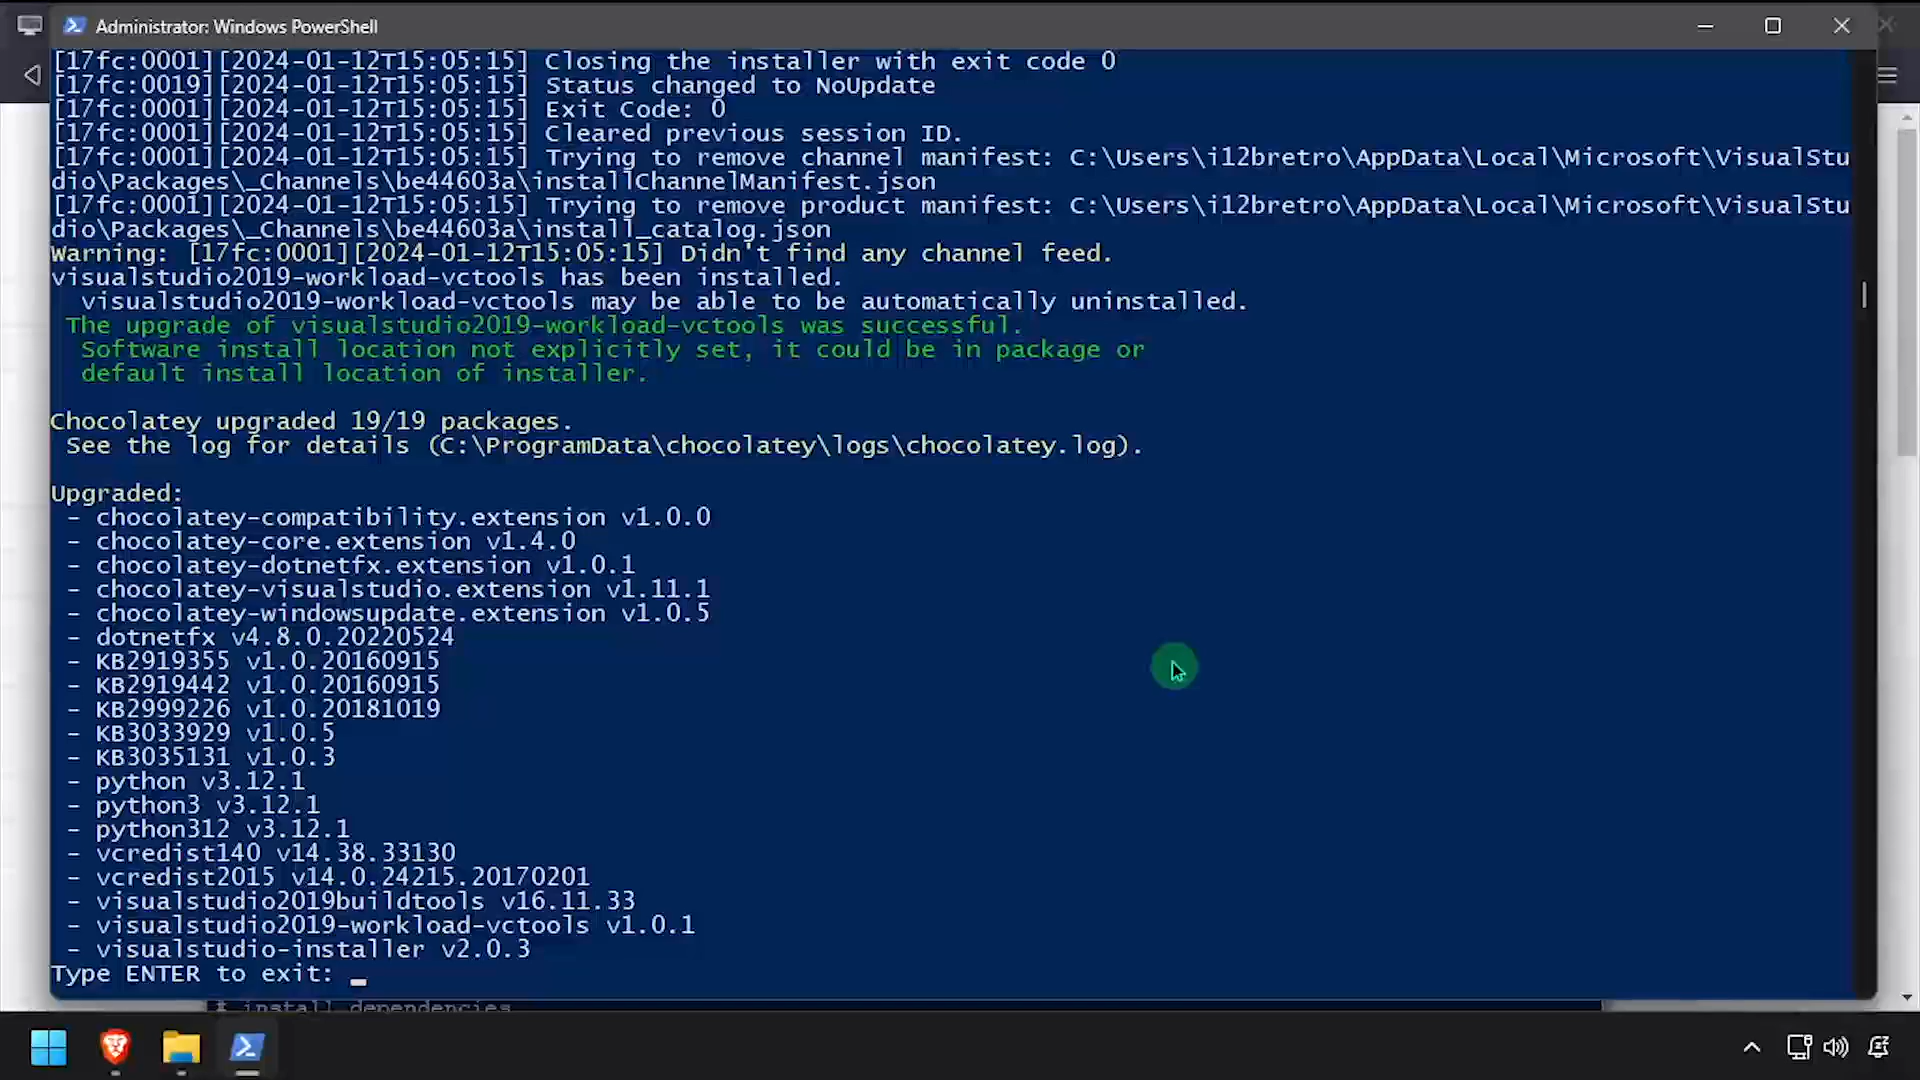 Administrator: Windows PowerShell
[17fc:0001][2024-01-12T15:05:15] Closing the installer with exit code 0
[17fc:0019][2024-01-12T15:05:15] Status changed to NoUpdate
[17fc:0001][2024-01-12T15:05:15] Exit Code: 0
[17fc:0001][2024-01-12T15:05:15] Cleared previous session ID.
[17fc:0001][2024-01-12T15:05:15] Trying to remove channel manifest: C:\Users\i12bretro\AppData\Local\Microsoft\VisualStu
dio\Packages\_Channels\be44603a\installChannelManifest.json
[17fc:0001][2024-01-12T15:05:15] Trying to remove product manifest: C:\Users\i12bretro\AppData\Local\Microsoft\VisualStu
dio\Packages\_Channels\be44603a\install_catalog.json
Warning: [17fc:0001][2024-01-12T15:05:15] Didn't find any channel feed.
visualstudio2019-workload-vctools has been installed.
visualstudio2019-workload-vctools may be able to be automatically uninstalled.
The upgrade of visualstudio2019-workload-vctools was successful.
Software install location not explicitly set, it could be in package or
default install location of installer.
Chocolatey upgraded 19/19 packages.
See the log for details (C:\ProgramData\chocolatey\logs\chocolatey.log).
Upgraded:
- chocolatey-compatibility.extension v1.0.0
- chocolatey-core.extension v1.4.0
- chocolatey-dotnetfx.extension v1.0.1
- chocolatey-visualstudio.extension v1.11.1
- chocolatey-windowsupdate.extension v1.0.5
- dotnetfx v4.8.0.20220524
- KB2919355 v1.0.20160915
- KB2919442 v1.0.20160915
- KB2999226 v1.0.20181019
- KB3033929 v1.0.5
- KB3035131 v1.0.3
- python v3.12.1
- python3 v3.12.1
- python312 v3.12.1
- vcredist140 v14.38.33130
- vcredist2015 v14.0.24215.20170201
- visualstudio2019buildtools v16.11.33
- visualstudio2019-workload-vctools v1.0.1
- visualstudio-installer v2.0.3
Type ENTER to exit: _
# install dependencies